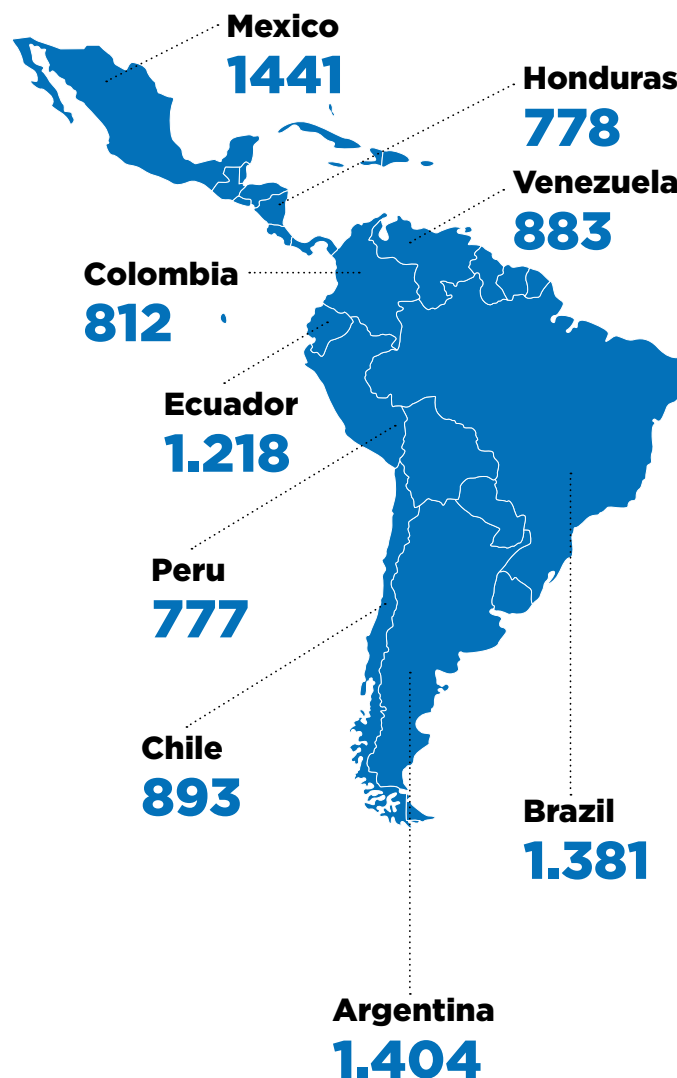 Mexico
1441
Honduras
778
Venezuela
883
Colombia
812
Ecuador
1.218
Peru
777
Chile
893
Brazil
1.381
Argentina
1.404